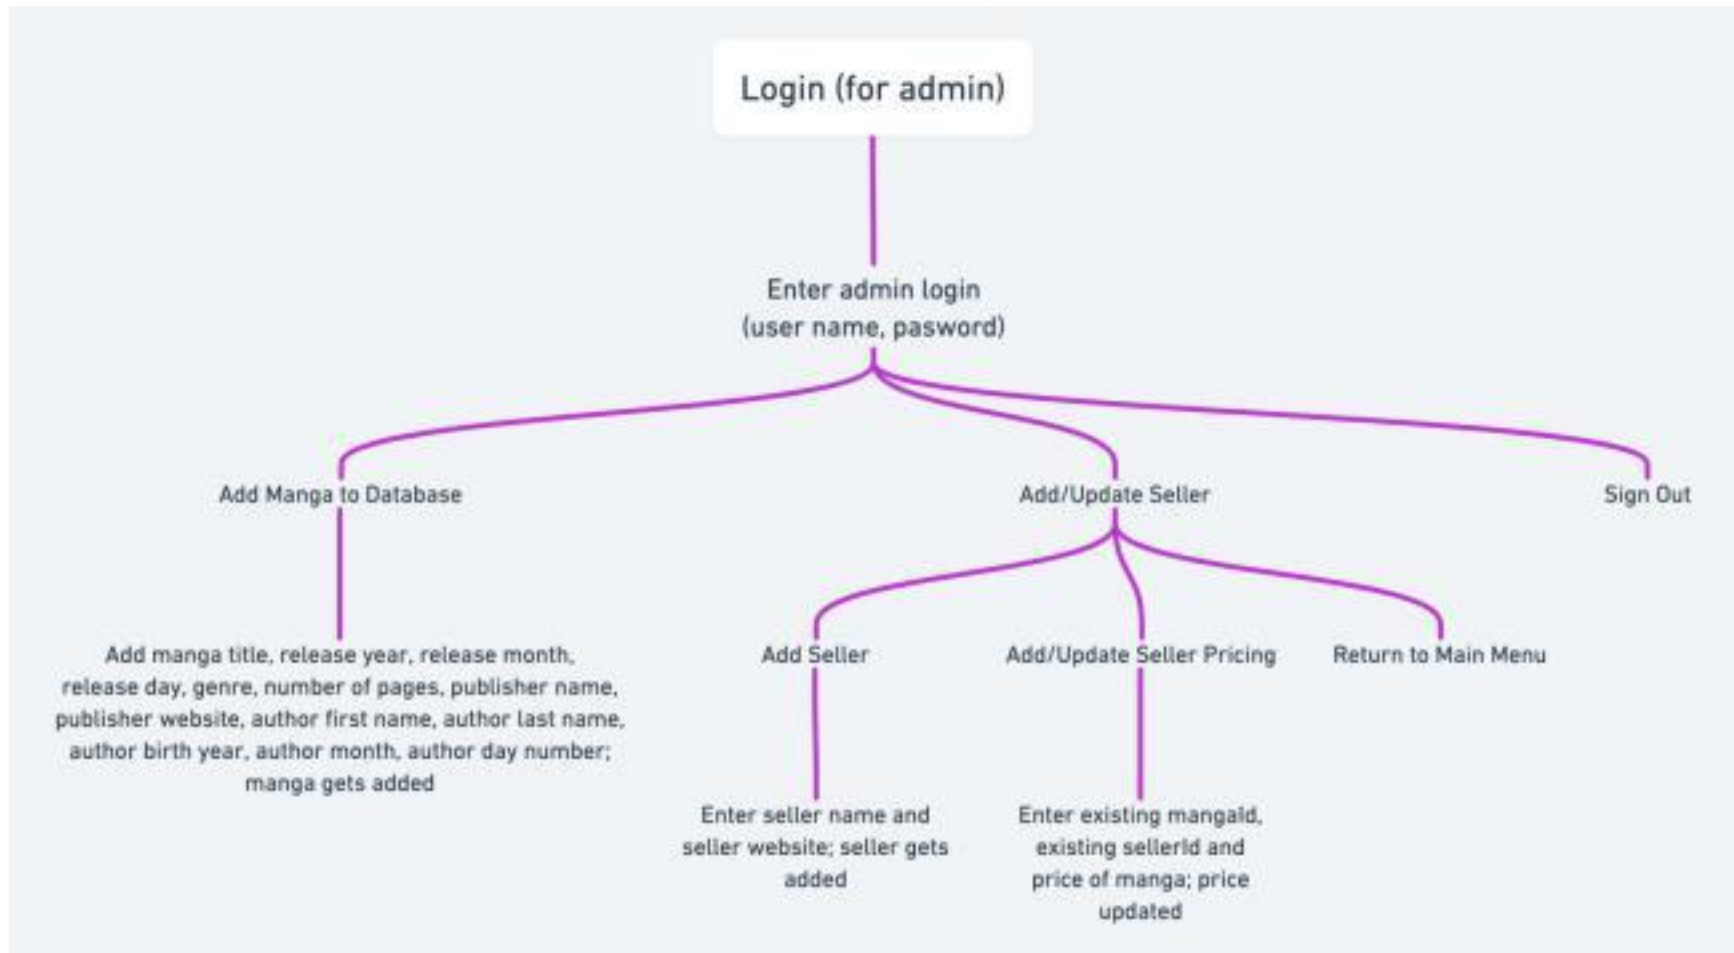 Login (for admin)
Enter admin login
(user name, pasword)
Add Manga to Database
Add/Update Seller
Sign Out
Add manga title, release year, release month,
release day, genre, number of pages, publisher name,
publisher website, author first name, author last name,
author birth year, author month, author day number;
manga gets added
Add Seller
Add/Update Seller Pricing
Return to Main Menu
Enter seller name and
seller website; seller gets
added
Enter existing mangaId,
existing sellerId and
price of manga; price
updated